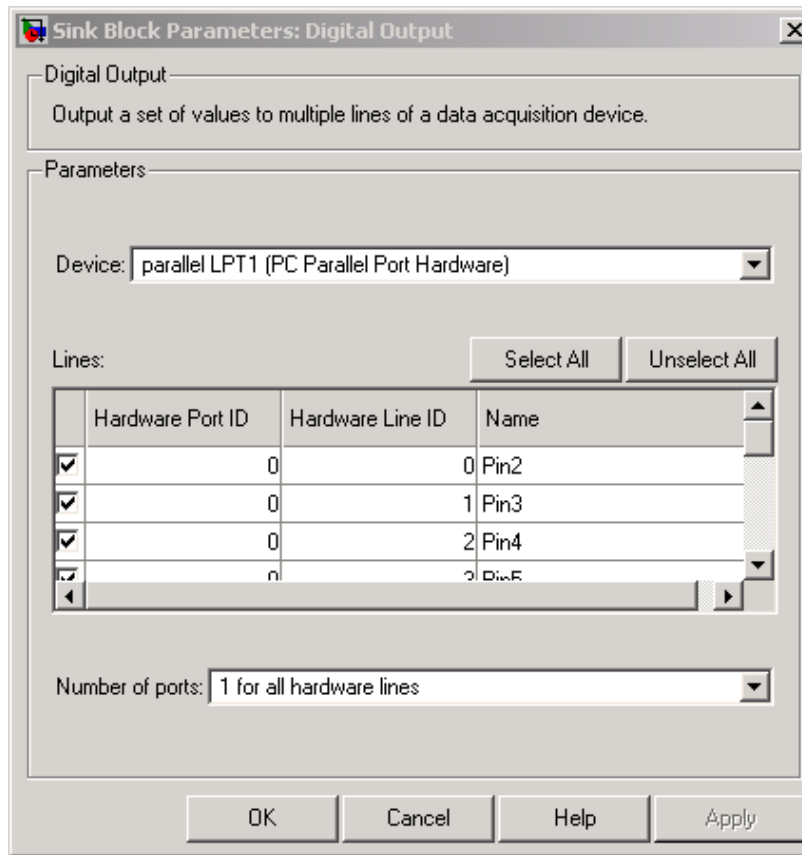 Sink Block Parameters: Digital Output
Digital Output
Output a set of values to multiple lines of a data acquisition device.
Parameters
Device: parallel LPT1 (PC Parallel Port Hardware)
Lines: Select All Unselect All
Hardware Port ID Hardware Line ID Name
0 0 Pin2
0 1 Pin3
0 2 Pin4
0 3 Pin5
Number of ports: 1 for all hardware lines
OK Cancel Help Apply